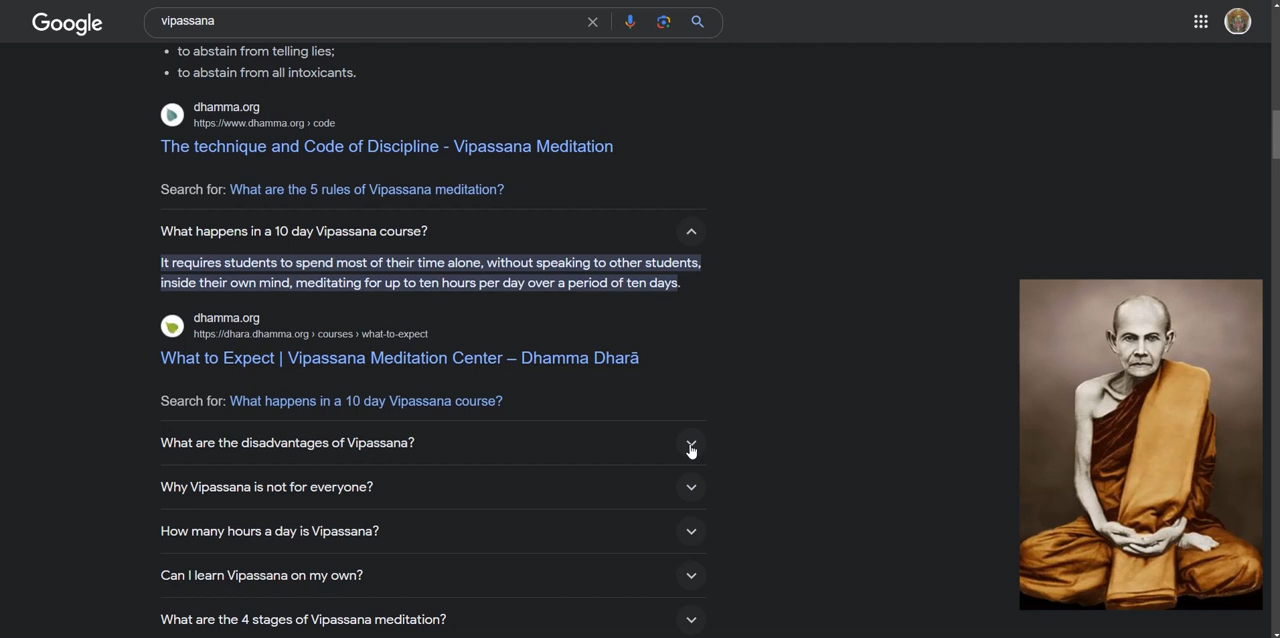 Google
vipassana
• to abstain from telling lies;
• to abstain from all intoxicants.
dhamma.org
https://www.dhamma.org › code
The technique and Code of Discipline - Vipassana Meditation
Search for: What are the 5 rules of Vipassana meditation?
What happens in a 10 day Vipassana course?
It requires students to spend most of their time alone, without speaking to other students,
inside their own mind, meditating for up to ten hours per day over a period of ten days.
dhamma.org
https://dhara.dhamma.org › courses › what-to-expect
What to Expect | Vipassana Meditation Center – Dhamma Dharā
Search for: What happens in a 10 day Vipassana course?
What are the disadvantages of Vipassana?
Why Vipassana is not for everyone?
How many hours a day is Vipassana?
Can I learn Vipassana on my own?
What are the 4 stages of Vipassana meditation?